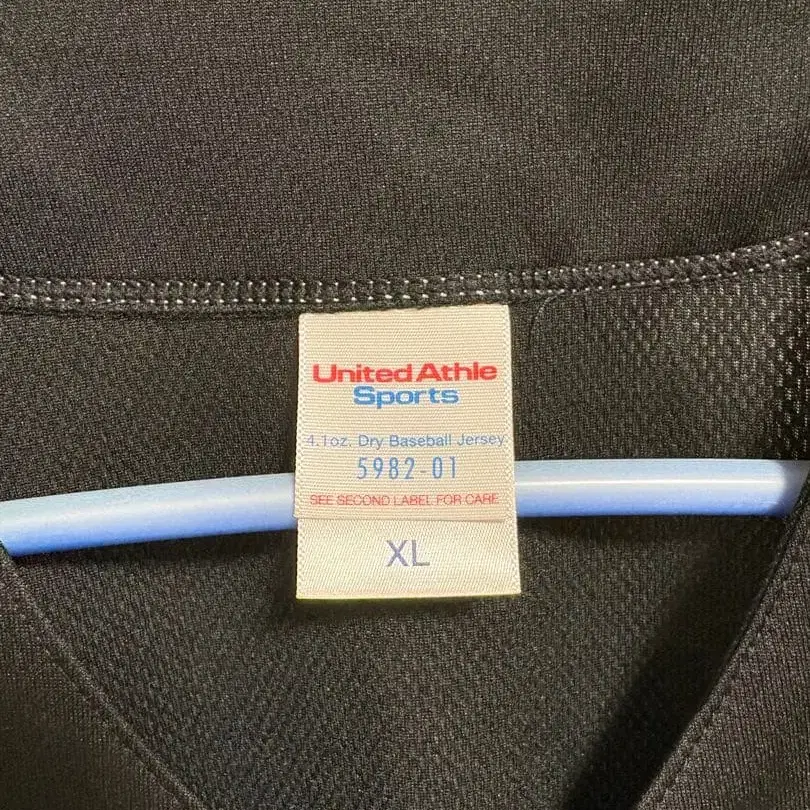 United Athle
Sports
4.1oz. Dry Baseball Jersey
5982-01
SEE SECOND LABEL FOR CARE
XL